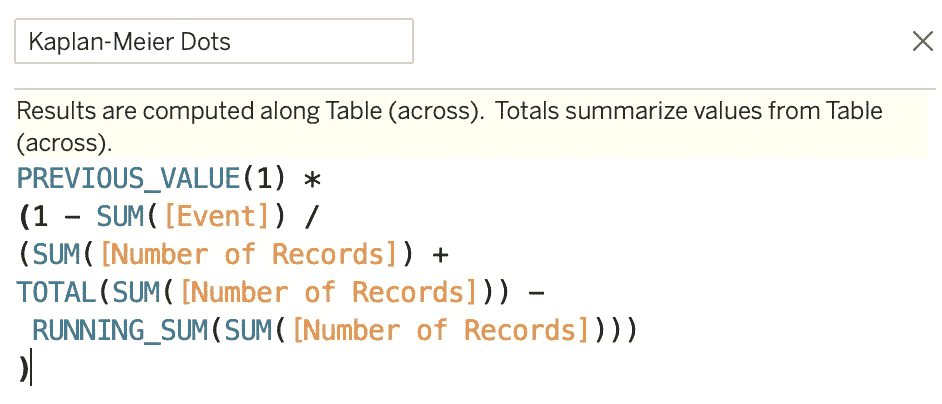 Kaplan-Meier Dots
Results are computed along Table (across). Totals summarize values from Table
(across).
PREVIOUS_VALUE(1) *
(1 – SUM([Event]) /
(SUM([Number of Records]) +
TOTAL(SUM([Number of Records])) –
RUNNING_SUM(SUM([Number of Records])))
)